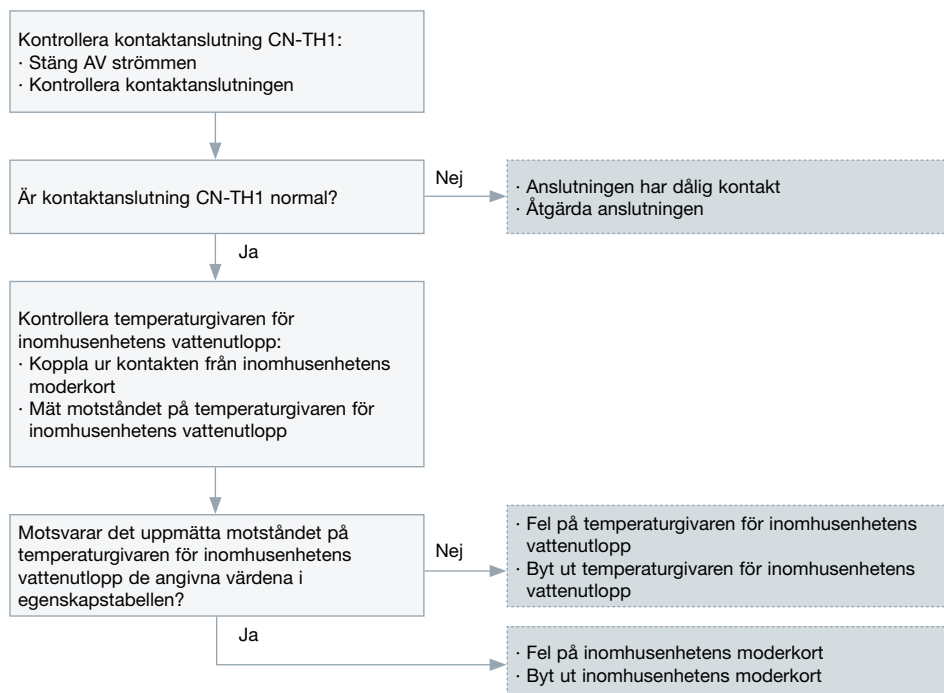 Kontrollera kontaktanslutning CN-TH1:
· Stäng AV strömmen
· Kontrollera kontaktanslutningen
Är kontaktanslutning CN-TH1 normal?
Nej
· Anslutningen har dålig kontakt
· Åtgärda anslutningen
Ja
Kontrollera temperaturgivaren för
inomhusenhetens vattenutlopp:
· Koppla ur kontakten från inomhusenhetens
moderkort
· Mät motståndet på temperaturgivaren för
inomhusenhetens vattenutlopp
Motsvarar det uppmätta motståndet på
temperaturgivaren för inomhusenhetens
vattenutlopp de angivna värdena i
egenskapstabellen?
Nej
· Fel på temperaturgivaren för inomhusenhetens
vattenutlopp
· Byt ut temperaturgivaren för inomhusenhetens
vattenutlopp
Ja
· Fel på inomhusenhetens moderkort
· Byt ut inomhusenhetens moderkort